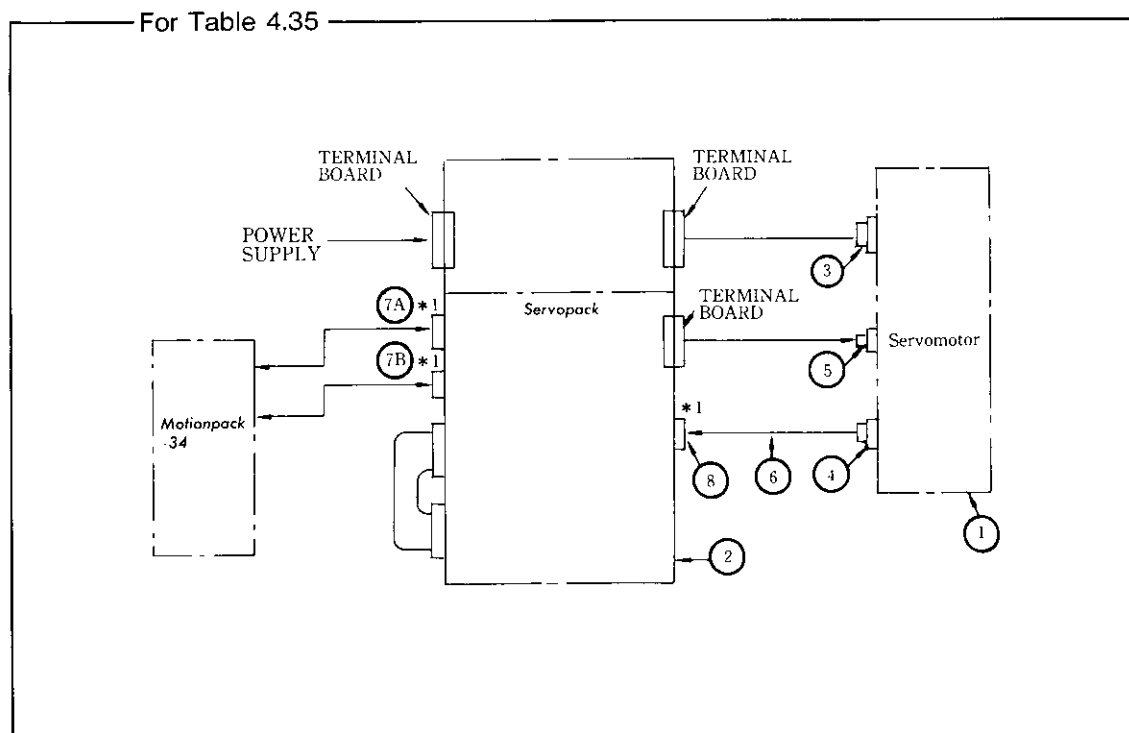 For Table 4.35
TERMINAL
BOARD
TERMINAL
BOARD
POWER
SUPPLY
3
7A *1
Servopack
TERMINAL
BOARD
7B *1
Servomotor
5
Motionpack
-34
*1
8
6
4
1
2